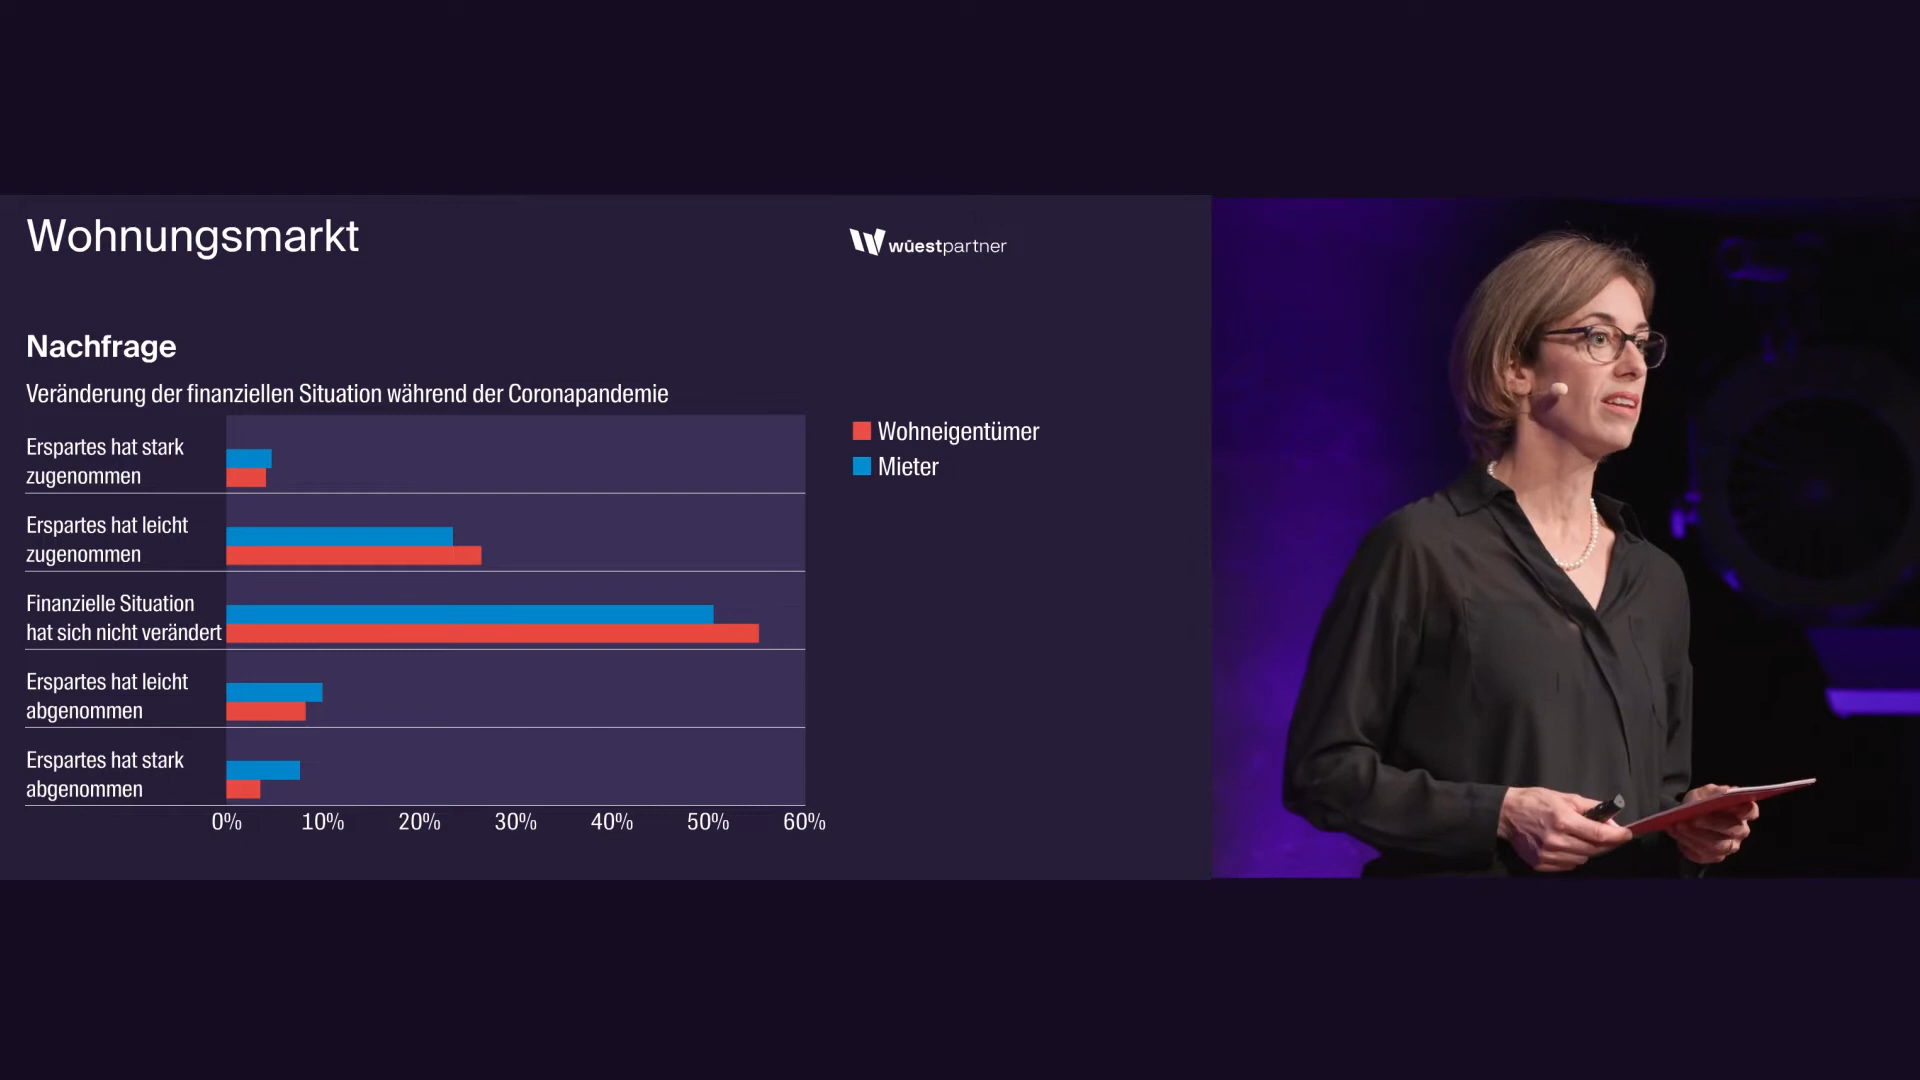 Wohnungsmarkt
wüestpartner
Nachfrage
Veränderung der finanziellen Situation während der Coronapandemie
Erspartes hat stark
zugenommen
Erspartes hat leicht
zugenommen
Finanzielle Situation
hat sich nicht verändert
Erspartes hat leicht
abgenommen
Erspartes hat stark
abgenommen
0% 10% 20% 30% 40% 50% 60%
Wohneigentümer
Mieter